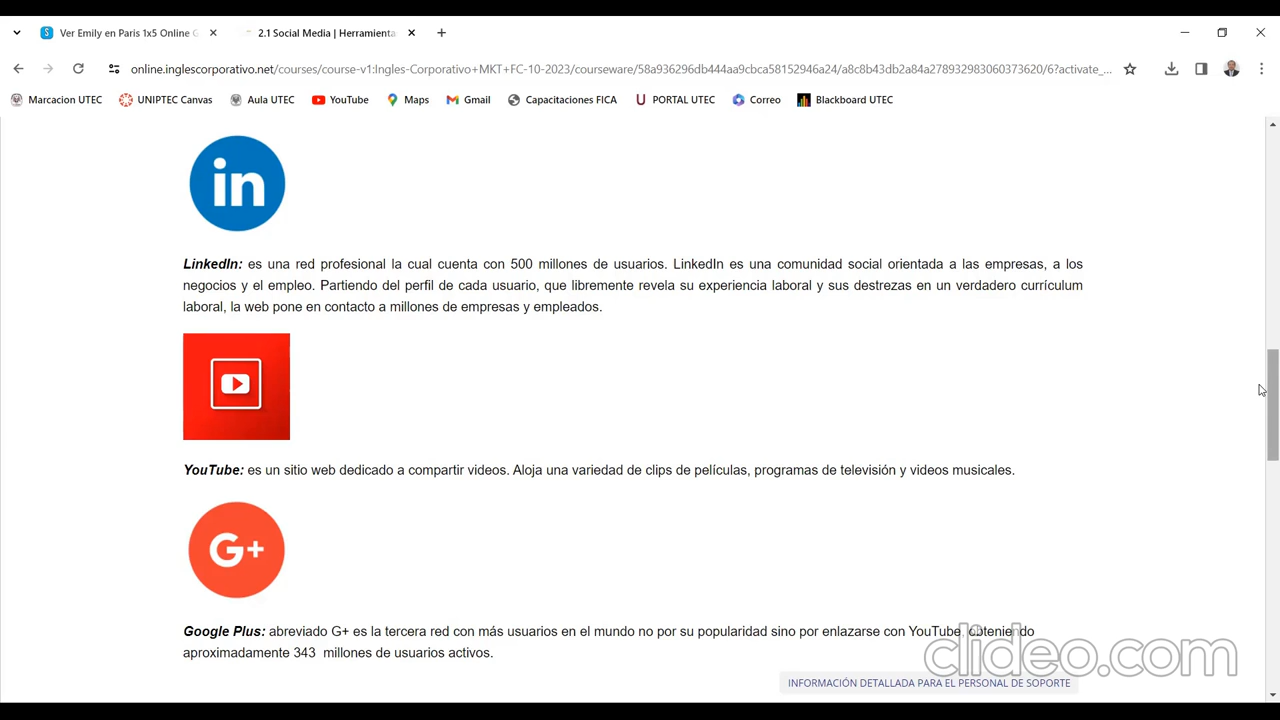 Ver Emily en Paris 1x5 Online G
2.1 Social Media | Herramienta
online.inglescorporativo.net/courses/course-v1:Ingles-Corporativo+MKT+FC-10-2023/courseware/58a936296db444aa9cbca58152946a24/a8c8b43db2a84a278932983060373620/6?activate_...
Marcacion UTEC
UNIPTEC Canvas
Aula UTEC
YouTube
Maps
Gmail
Capacitaciones FICA
PORTAL UTEC
Correo
Blackboard UTEC
in
LinkedIn: es una red profesional la cual cuenta con 500 millones de usuarios. LinkedIn es una comunidad social orientada a las empresas, a los
negocios y el empleo. Partiendo del perfil de cada usuario, que libremente revela su experiencia laboral y sus destrezas en un verdadero currículum
laboral, la web pone en contacto a millones de empresas y empleados.
YouTube: es un sitio web dedicado a compartir videos. Aloja una variedad de clips de películas, programas de televisión y videos musicales.
G+
Google Plus: abreviado G+ es la tercera red con más usuarios en el mundo no por su popularidad sino por enlazarse con YouTube, obteniendo
aproximadamente 343 millones de usuarios activos.
clideo.com
INFORMACIÓN DETALLADA PARA EL PERSONAL DE SOPORTE